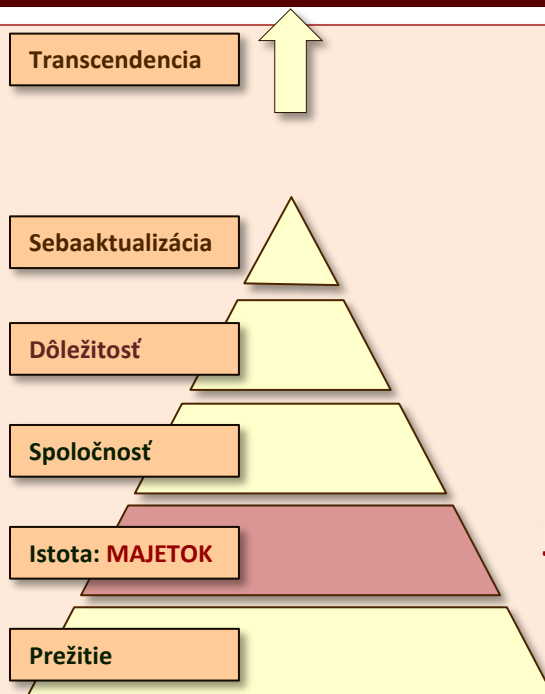 Transcendencia
Sebaaktualizácia
Dôležitosť
Spoločnosť
Istota: MAJETOK
Prežitie